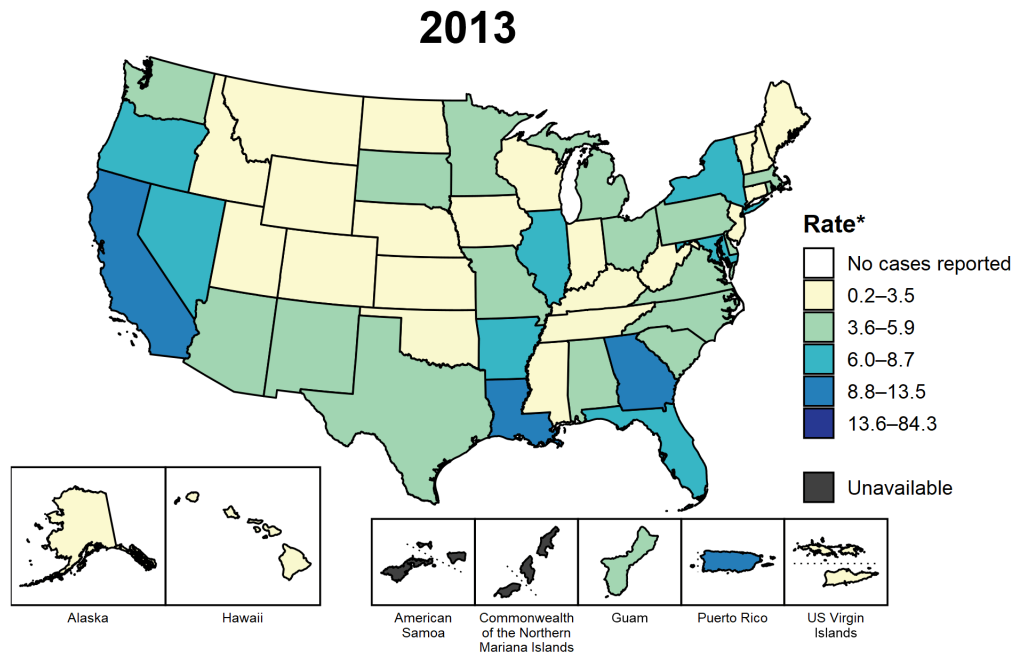 2013
Rate*
No cases reported
0.2–3.5
3.6–5.9
6.0–8.7
8.8–13.5
13.6–84.3
Unavailable
Alaska
Hawaii
American
Samoa
Commonwealth
of the Northern
Mariana Islands
Guam
Puerto Rico
US Virgin
Islands